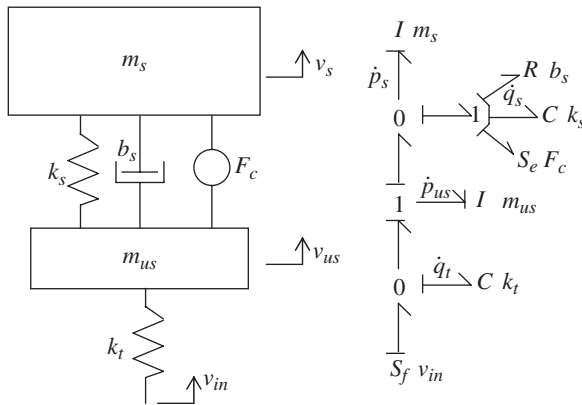 m_s
v_s
k_s
b_s
F_c
m_us
v_us
k_t
v_in
I m_s
ṗ_s
R b_s
q̇_s
0
1
C k_s
S_e F_c
1
ṗ_us
I m_us
q̇_t
0
C k_t
S_f v_in